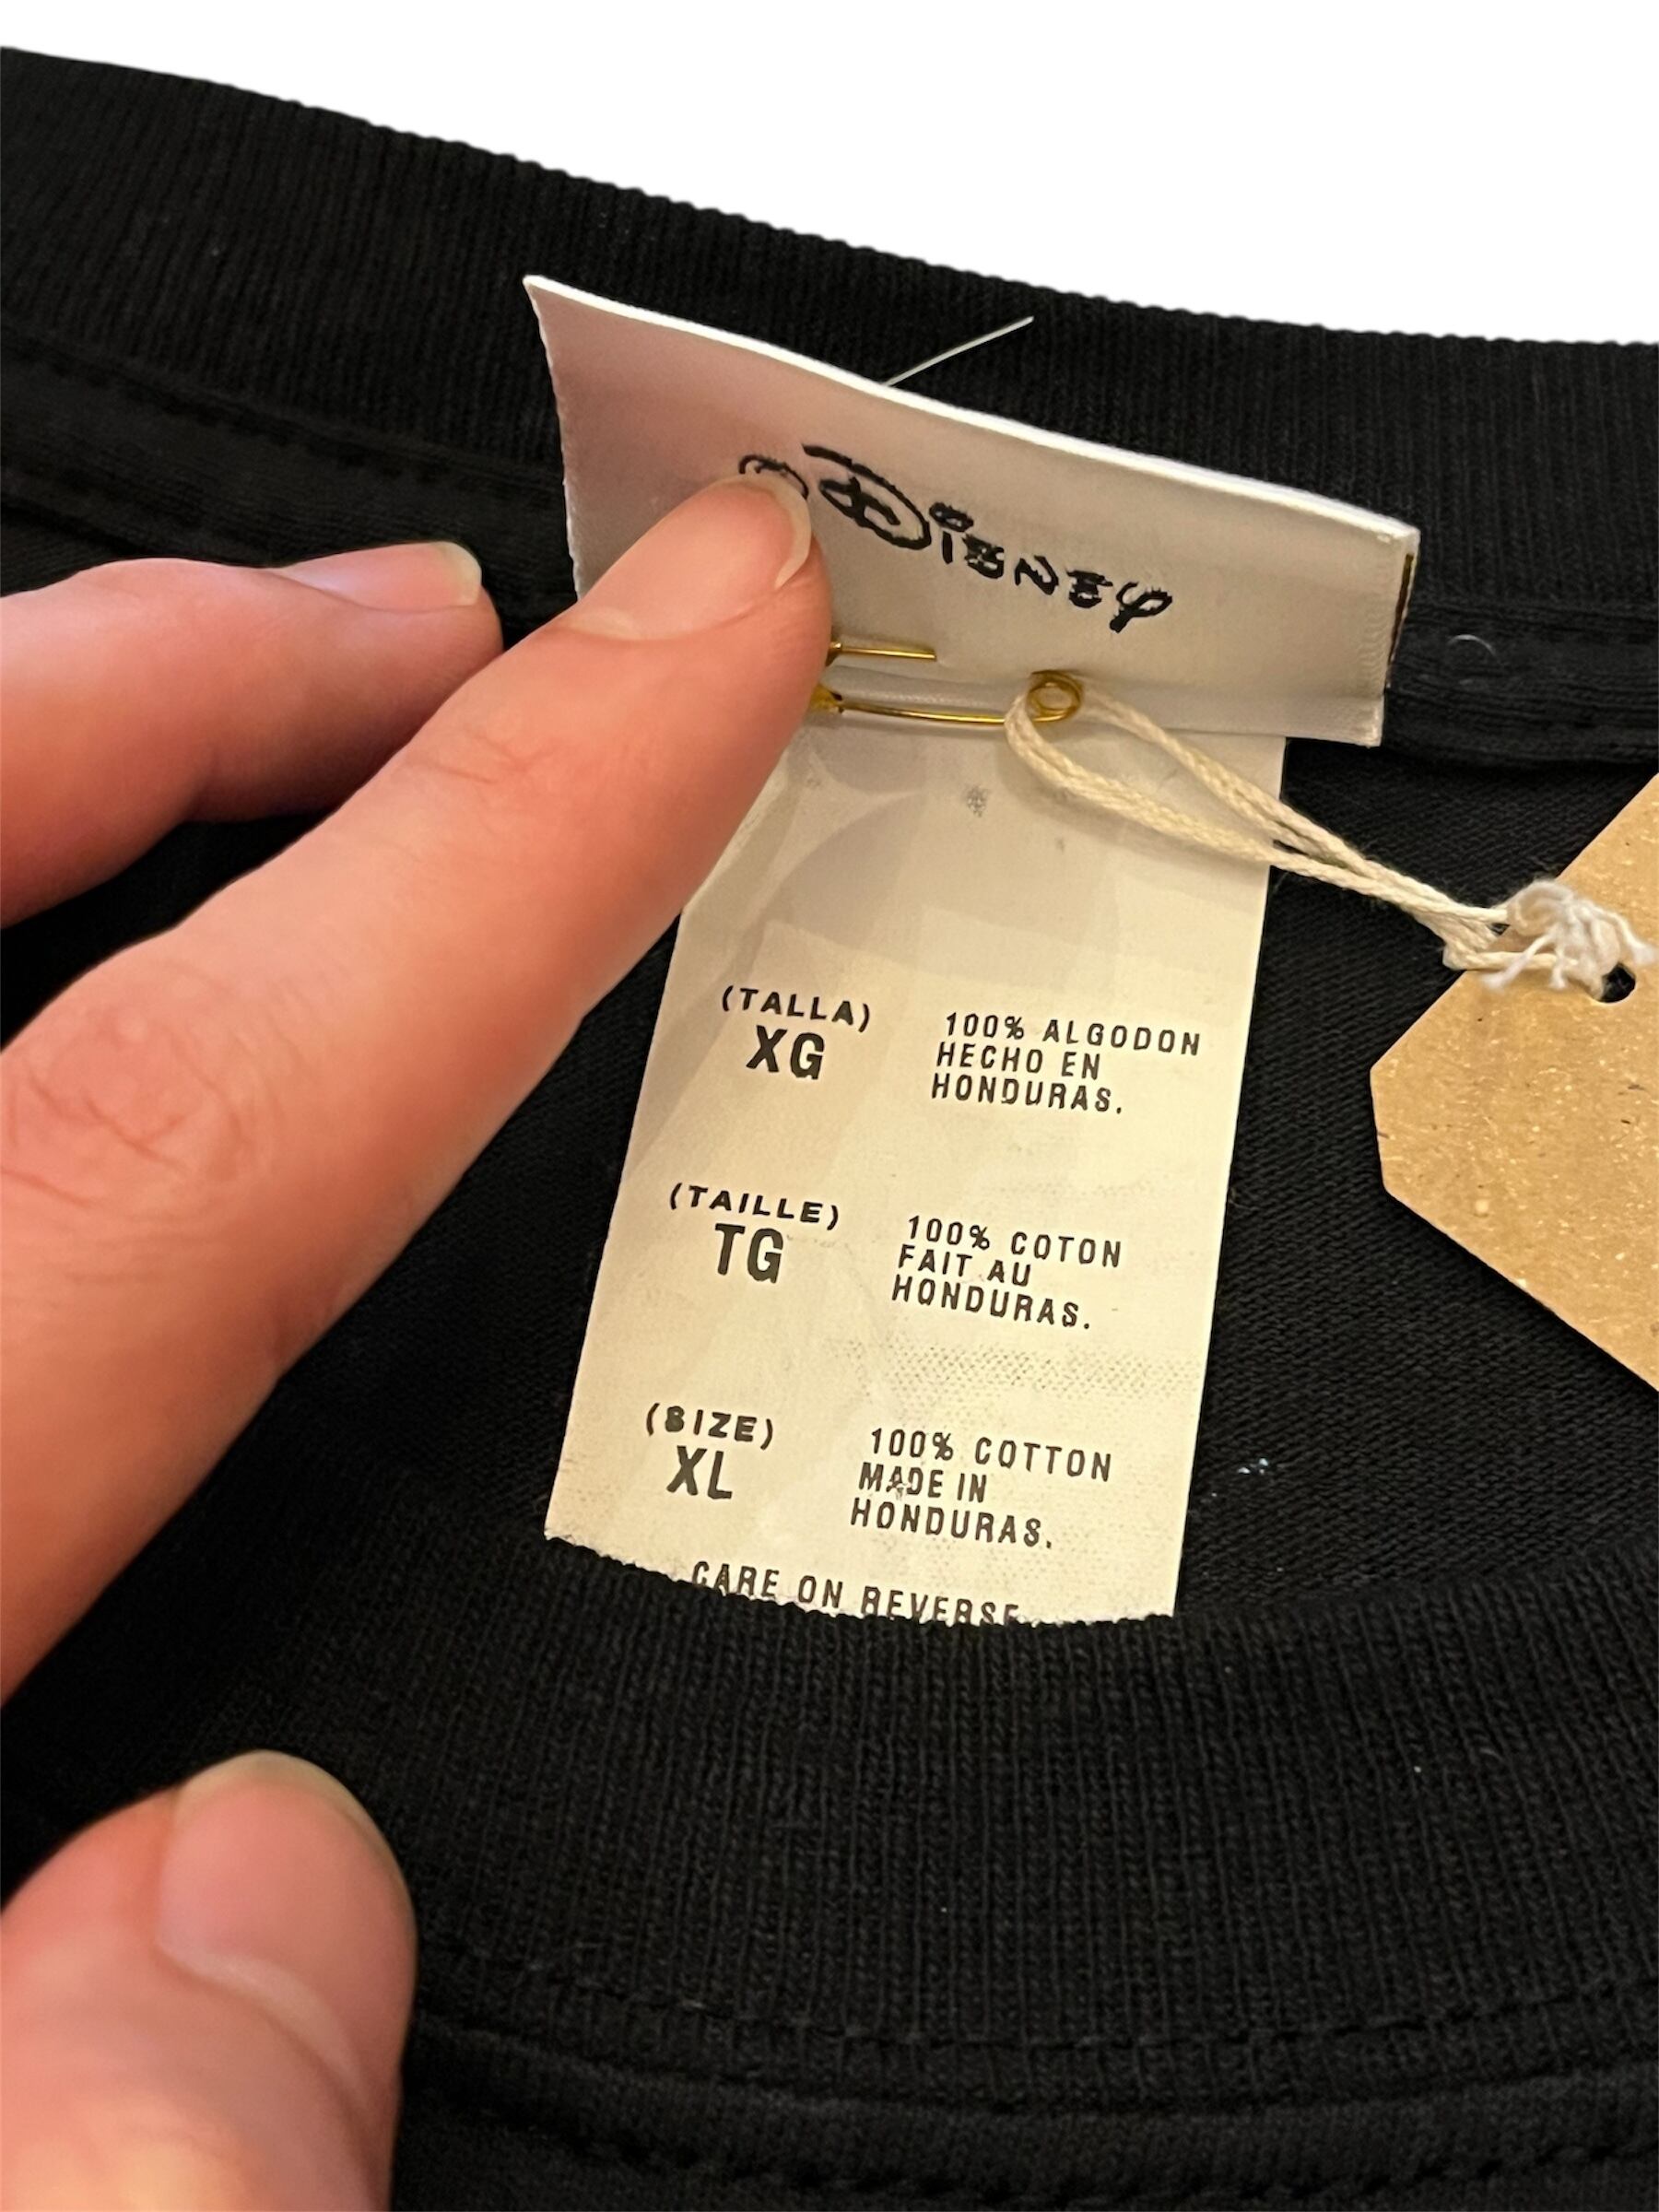 Disney
(TALLA)
XG
100% ALGODON
HECHO EN
HONDURAS.
(TAILLE)
TG
100% COTON
FAIT AU
HONDURAS.
(SIZE)
XL
100% COTTON
MADE IN
HONDURAS.
CARE ON REVERSE